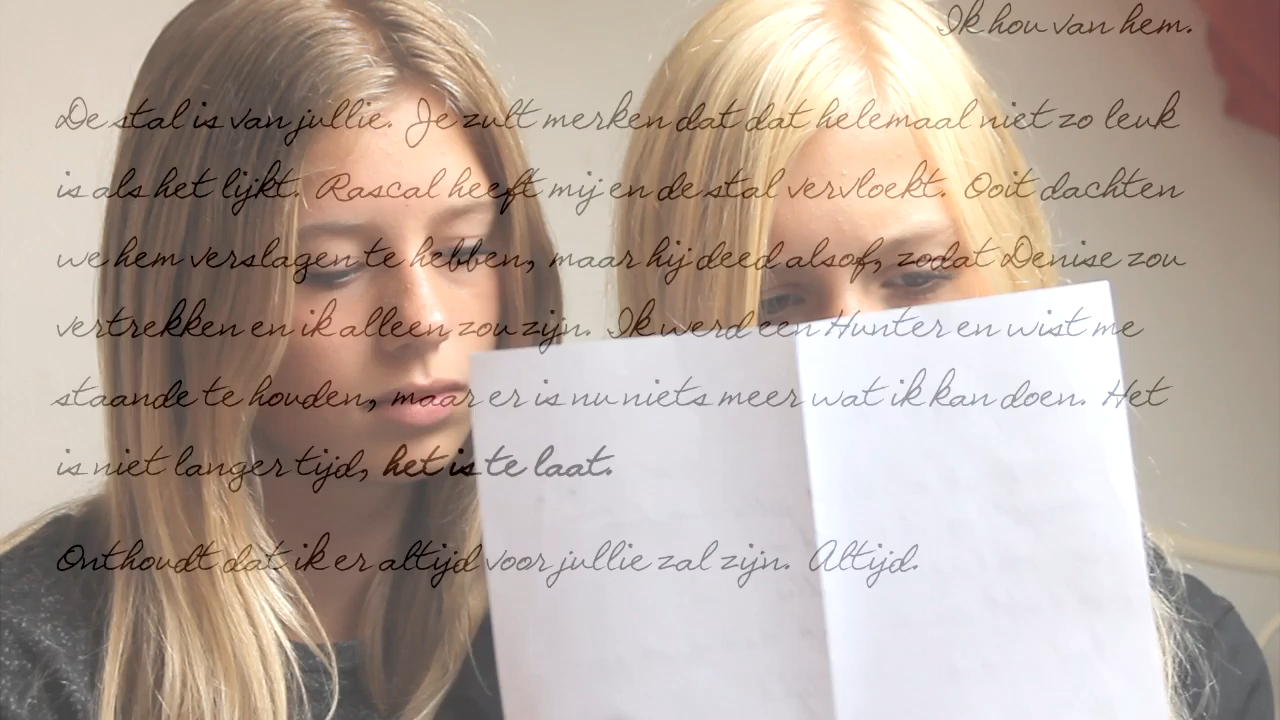 Ik hou van hem.
De stal is van jullie. Je zult merken dat dat helemaal niet zo leuk
is als het lijkt. Rascal heeft mij en de stal vervloekt. Ooit dachten
we hem verslagen te hebben, maar hij deed alsof, zodat Denise zou
vertrekken en ik alleen zou zijn. Ik werd een Hunter en wist me
staande te houden, maar er is nu niets meer wat ik kan doen. Het
is niet langer tijd, het is te laat.
Onthoudt dat ik er altijd voor jullie zal zijn. Altijd.